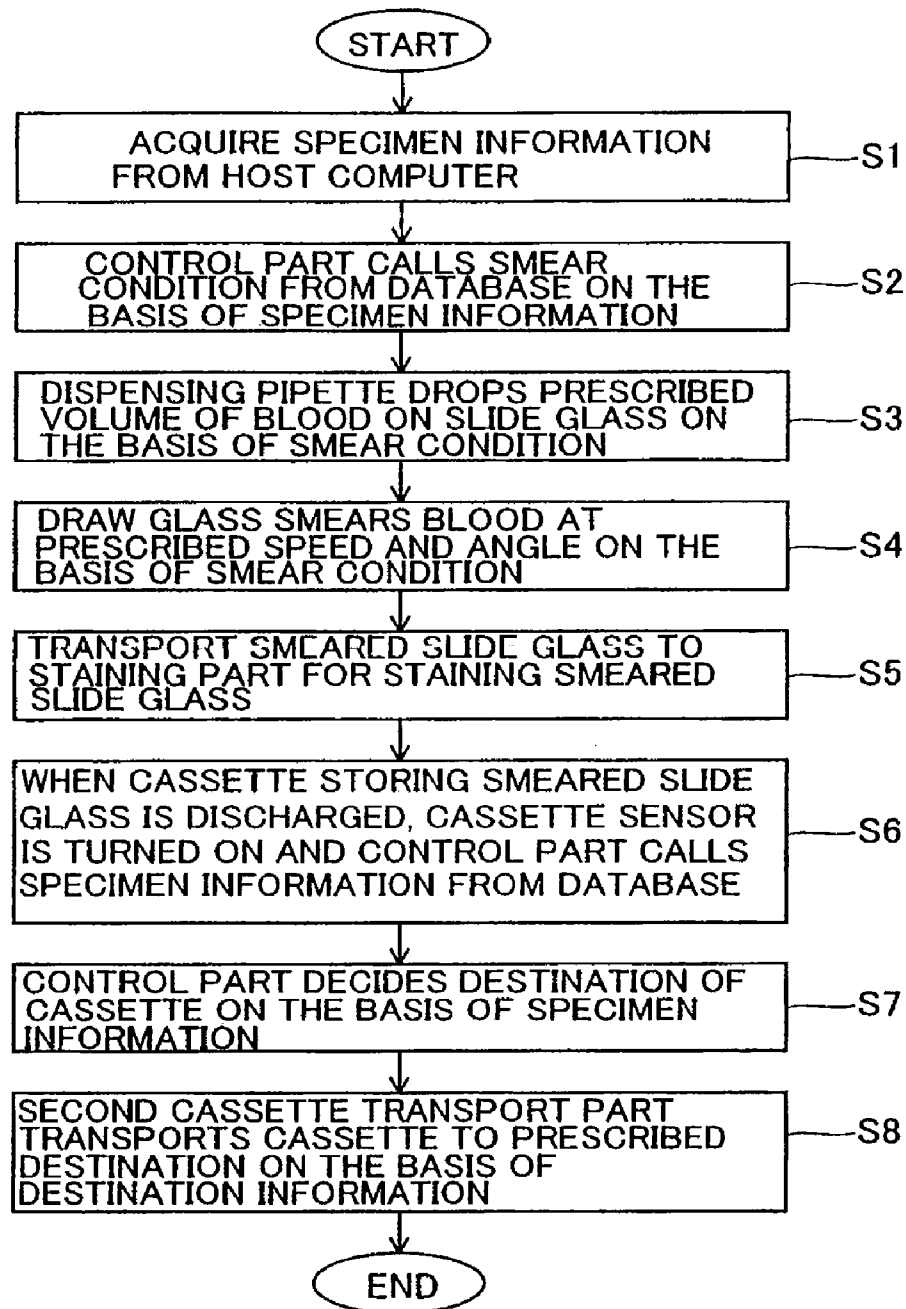 START
ACQUIRE SPECIMEN INFORMATION
FROM HOST COMPUTER
S1
CONTROL PART CALLS SMEAR
CONDITION FROM DATABASE ON THE
BASIS OF SPECIMEN INFORMATION
S2
DISPENSING PIPETTE DROPS PRESCRIBED
VOLUME OF BLOOD ON SLIDE GLASS ON
THE BASIS OF SMEAR CONDITION
S3
DRAW GLASS SMEARS BLOOD AT
PRESCRIBED SPEED AND ANGLE ON THE
BASIS OF SMEAR CONDITION
S4
TRANSPORT SMEARED SLIDE GLASS TO
STAINING PART FOR STAINING SMEARED
SLIDE GLASS
S5
WHEN CASSETTE STORING SMEARED SLIDE
GLASS IS DISCHARGED, CASSETTE SENSOR
IS TURNED ON AND CONTROL PART CALLS
SPECIMEN INFORMATION FROM DATABASE
S6
CONTROL PART DECIDES DESTINATION OF
CASSETTE ON THE BASIS OF SPECIMEN
INFORMATION
S7
SECOND CASSETTE TRANSPORT PART
TRANSPORTS CASSETTE TO PRESCRIBED
DESTINATION ON THE BASIS OF
DESTINATION INFORMATION
S8
END